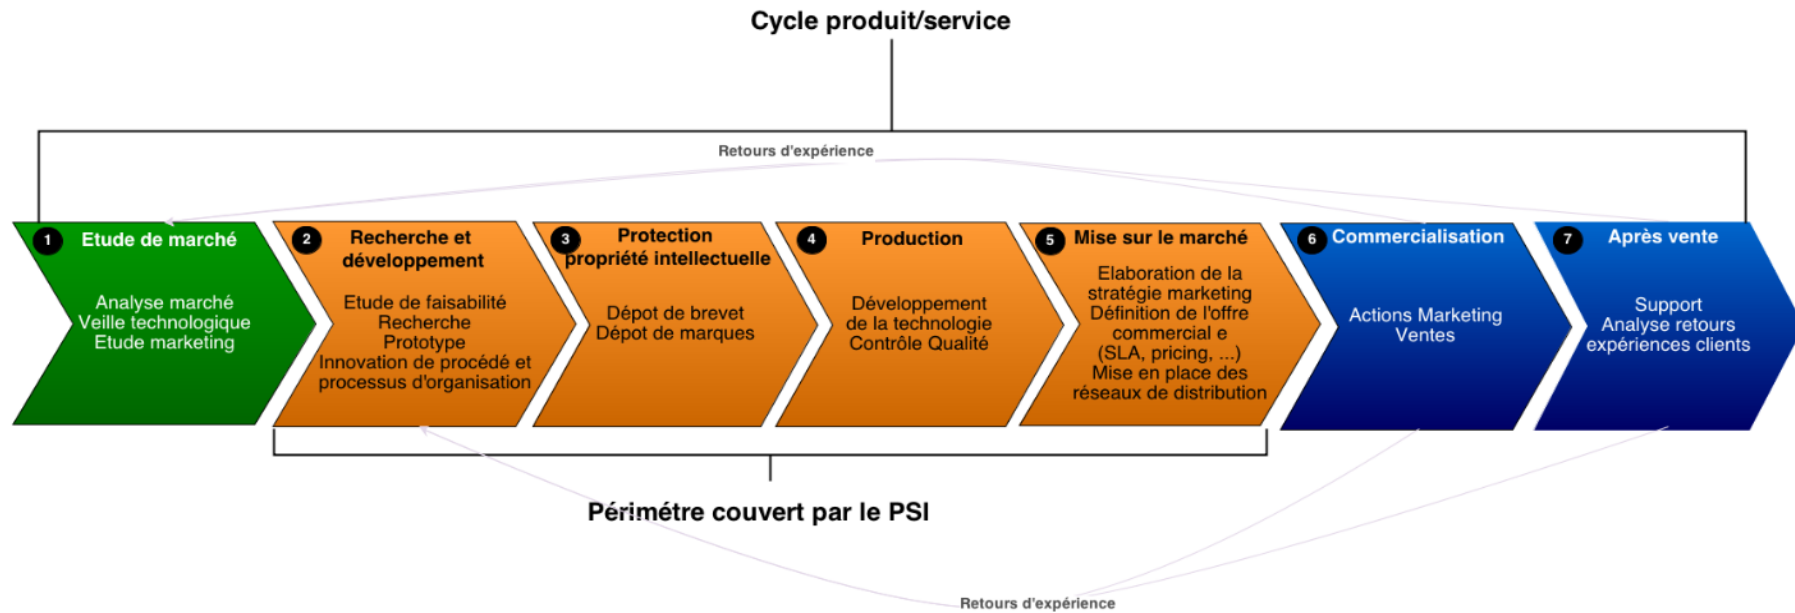 Cycle produit/service
Retours d'expérience
1
Etude de marché
Analyse marché
Veille technologique
Etude marketing
2
Recherche et
développement
Etude de faisabilité
Recherche
Prototype
Innovation de procédé et
processus d'organisation
3
Protection
propriété intellectuelle
Dépot de brevet
Dépot de marques
4
Production
Développement
de la technologie
Contrôle Qualité
5
Mise sur le marché
Elaboration de la
stratégie marketing
Définition de l'offre
commercial e
(SLA, pricing, ...)
Mise en place des
réseaux de distribution
6
Commercialisation
Actions Marketing
Ventes
7
Après vente
Support
Analyse retours
expériences clients
Périmétre couvert par le PSI
Retours d'expérience